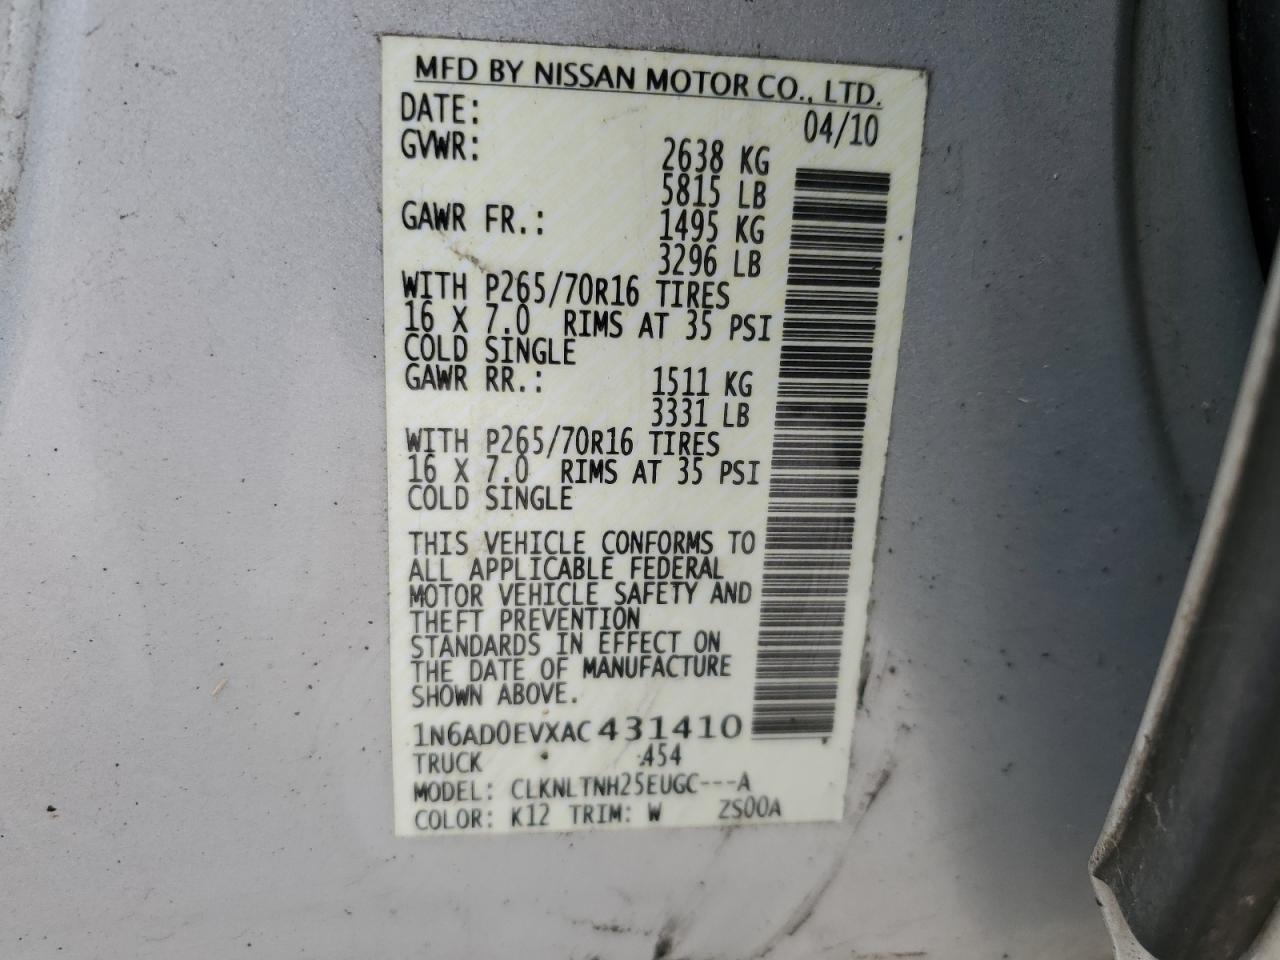 MFD BY NISSAN MOTOR CO., LTD.
DATE: 04/10
GVWR: 2638 KG
5815 LB
GAWR FR.: 1495 KG
3296 LB
WITH P265/70R16 TIRES
16 X 7.0 RIMS AT 35 PSI
COLD SINGLE
GAWR RR.: 1511 KG
3331 LB
WITH P265/70R16 TIRES
16 X 7.0 RIMS AT 35 PSI
COLD SINGLE
THIS VEHICLE CONFORMS TO
ALL APPLICABLE FEDERAL
MOTOR VEHICLE SAFETY AND
THEFT PREVENTION
STANDARDS IN EFFECT ON
THE DATE OF MANUFACTURE
SHOWN ABOVE.
1N6AD0EVXAC431410
TRUCK 454
MODEL: CLKNLTNH25EUGC---A
COLOR: K12 TRIM: W ZS00A